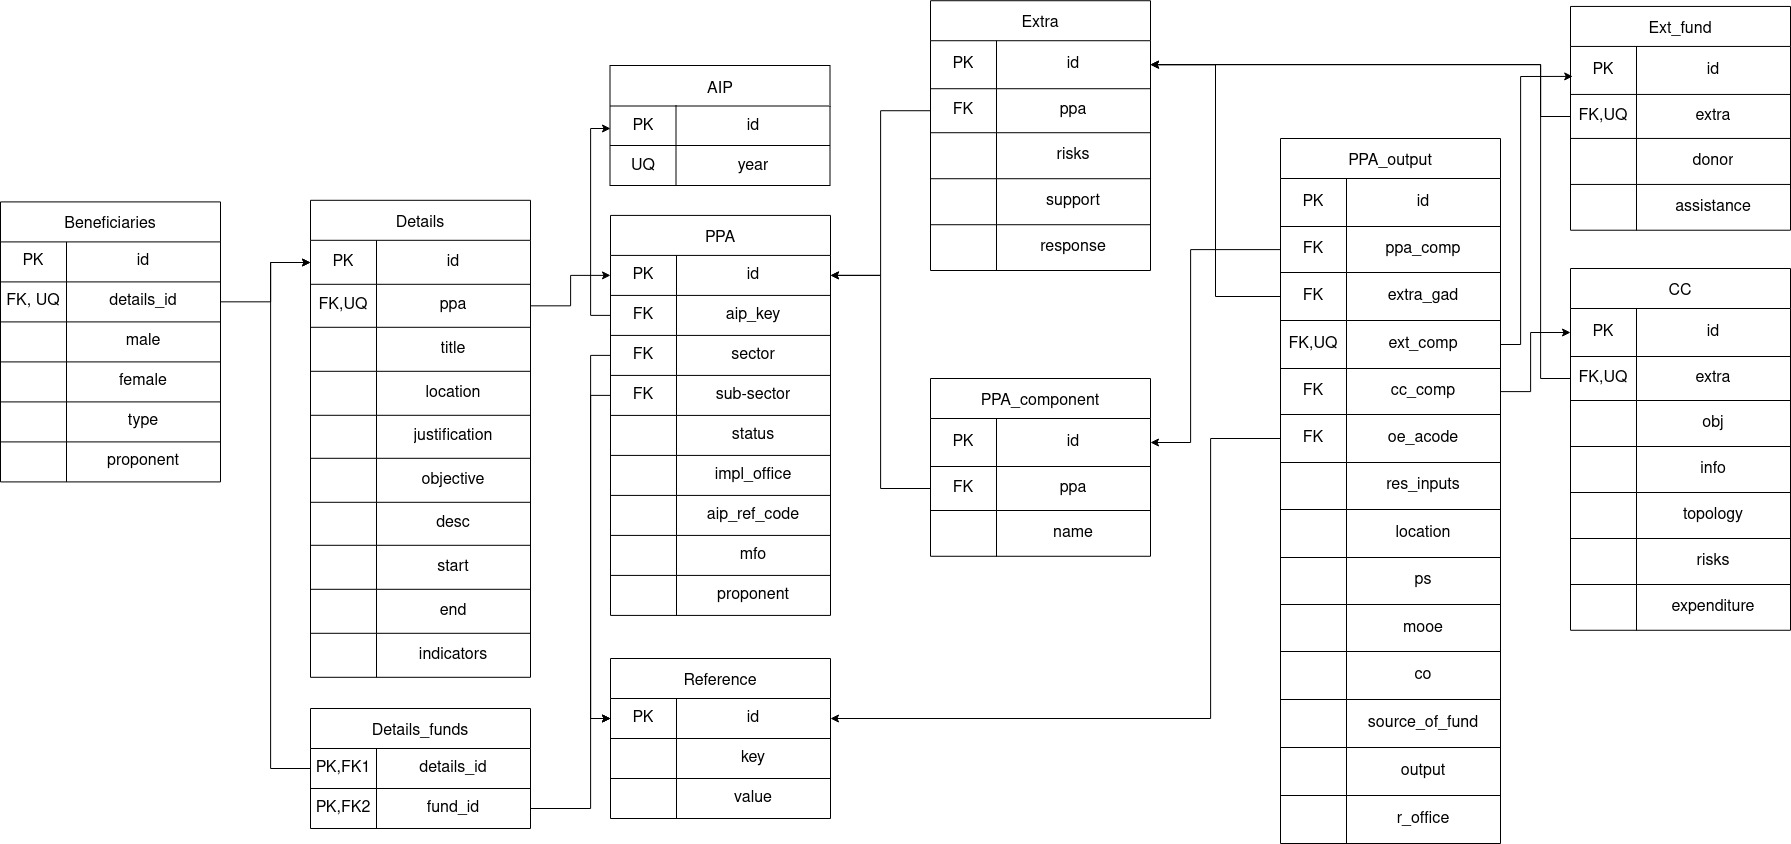 Beneficiaries
PK id
FK, UQ details_id
male
female
type
proponent
Details
PK id
FK,UQ ppa
title
location
justification
objective
desc
start
end
indicators
Details_funds
PK,FK1 details_id
PK,FK2 fund_id
AIP
PK id
UQ year
PPA
PK id
FK aip_key
FK sector
FK sub-sector
status
impl_office
aip_ref_code
mfo
proponent
Reference
PK id
key
value
Extra
PK id
FK ppa
risks
support
response
PPA_component
PK id
FK ppa
name
PPA_output
PK id
FK ppa_comp
FK extra_gad
FK,UQ ext_comp
FK cc_comp
FK oe_acode
res_inputs
location
ps
mooe
co
source_of_fund
output
r_office
Ext_fund
PK id
FK,UQ extra
donor
assistance
CC
PK id
FK,UQ extra
obj
info
topology
risks
expenditure